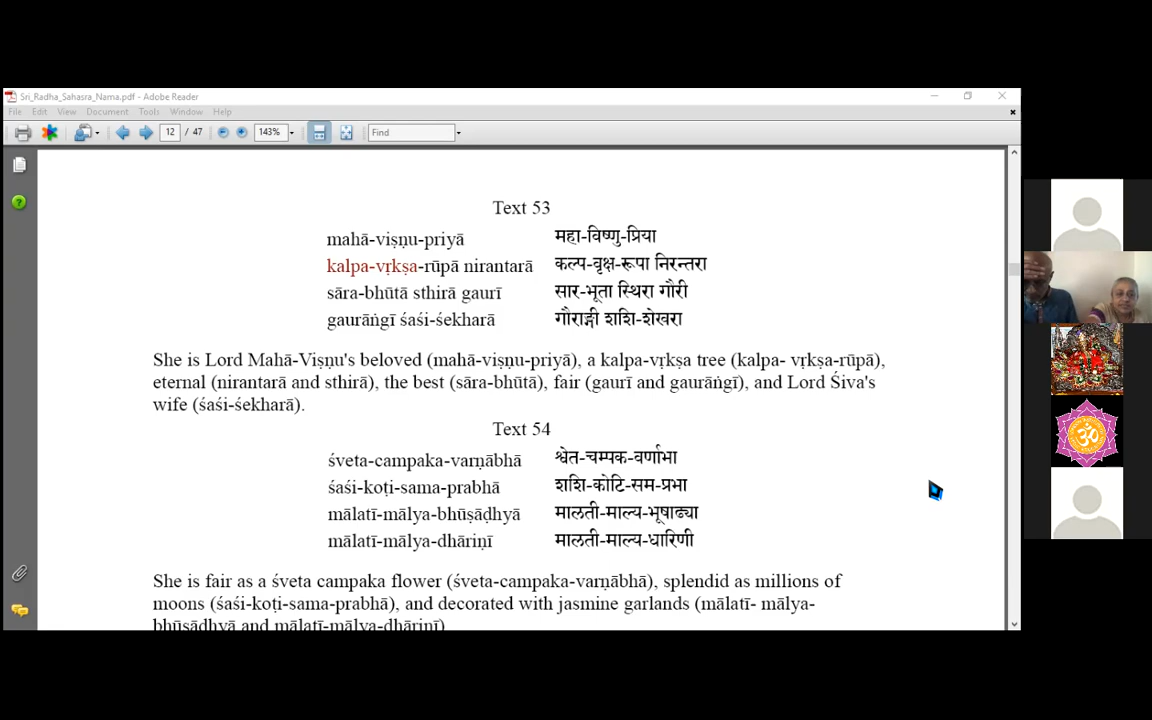 Sri_Radha_Sahasra_Nama.pdf - Adobe Reader
File Edit View Document Tools Window Help
12 / 47 143% Find
Text 53
mahā-viṣṇu-priyā महा-विष्णु-प्रिया
kalpa-vṛkṣa-rūpā nirantarā कल्प-वृक्ष-रूपा निरन्तरा
sāra-bhūtā sthirā gaurī सार-भूता स्थिरा गौरी
gaurāṅgī śaśi-śekharā गौराङ्गी शशि-शेखरा
She is Lord Mahā-Viṣṇu's beloved (mahā-viṣṇu-priyā), a kalpa-vṛkṣa tree (kalpa- vṛkṣa-rūpā),
eternal (nirantarā and sthirā), the best (sāra-bhūtā), fair (gaurī and gaurāṅgī), and Lord Śiva's
wife (śaśi-śekharā).
Text 54
śveta-campaka-varṇābhā श्वेत-चम्पक-वर्णाभा
śaśi-koṭi-sama-prabhā शशि-कोटि-सम-प्रभा
mālatī-mālya-bhūṣāḍhyā मालती-माल्य-भूषाढ्या
mālatī-mālya-dhāriṇī मालती-माल्य-धारिणी
She is fair as a śveta campaka flower (śveta-campaka-varṇābhā), splendid as millions of
moons (śaśi-koṭi-sama-prabhā), and decorated with jasmine garlands (mālatī- mālya-
bhūṣāḍhyā and mālatī-mālya-dhāriṇī)
ॐ